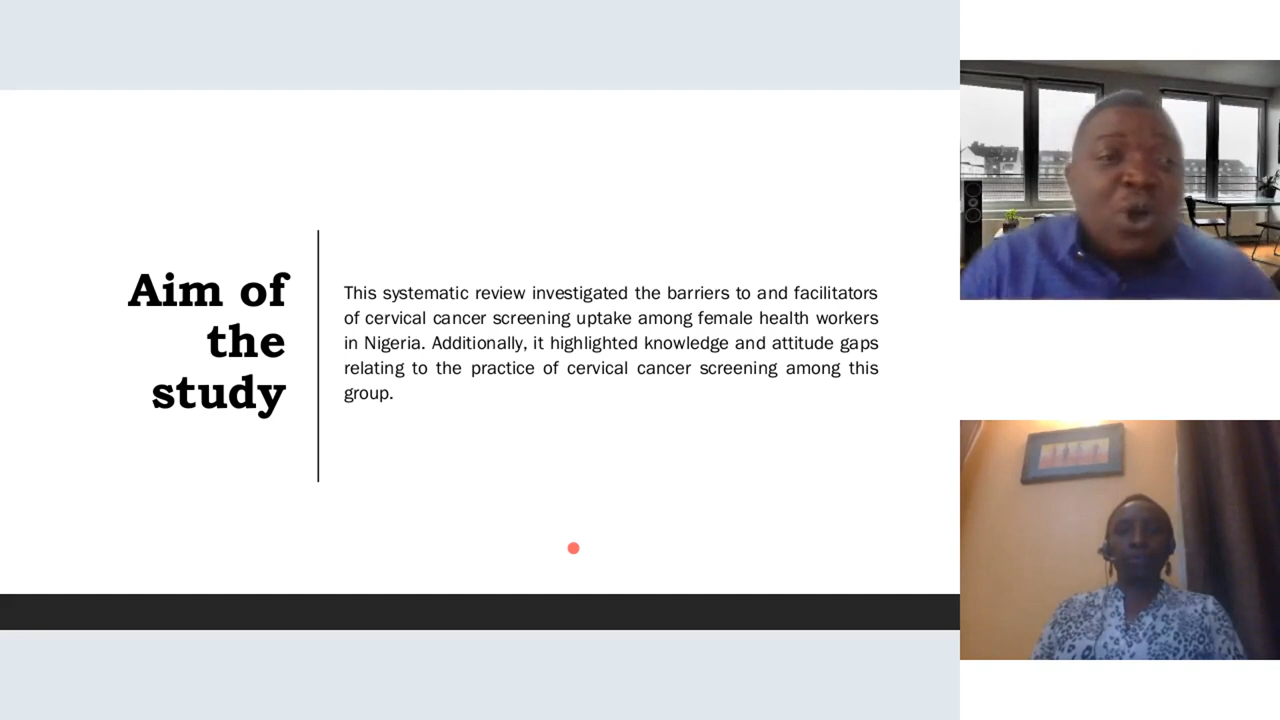 Aim of
the
study
This systematic review investigated the barriers to and facilitators
of cervical cancer screening uptake among female health workers
in Nigeria. Additionally, it highlighted knowledge and attitude gaps
relating to the practice of cervical cancer screening among this
group.